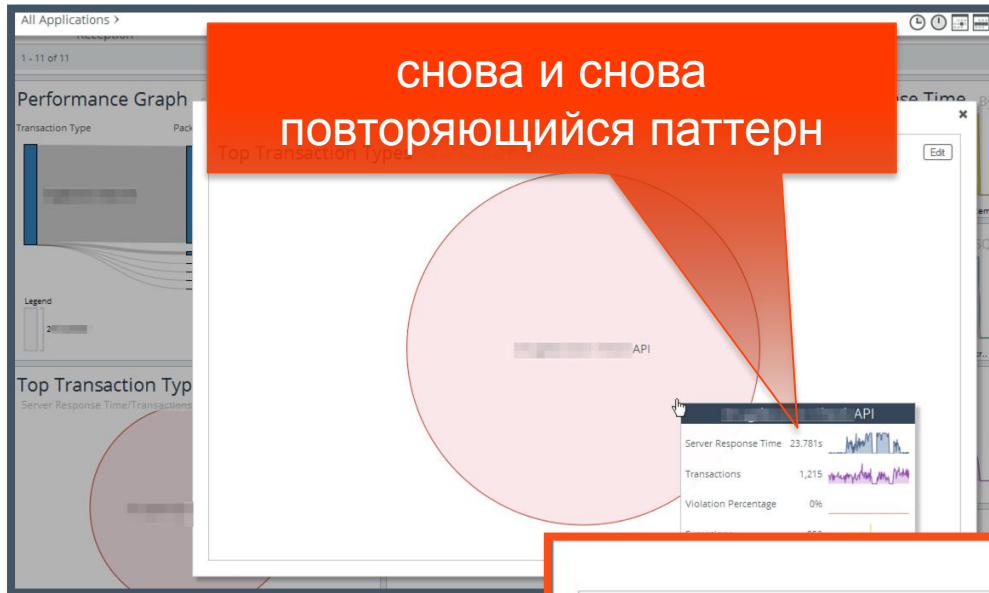 All Applications >
1 - 11 of 11
снова и снова
повторяющийся паттерн
Performance Graph
Time
Transaction Type
Top Transaction Types
Edit
Legend
API
Top Transaction Typ
Server Response Time/Transactions
API
Server Response Time 23.781s
Transactions 1,215
Violation Percentage 0%